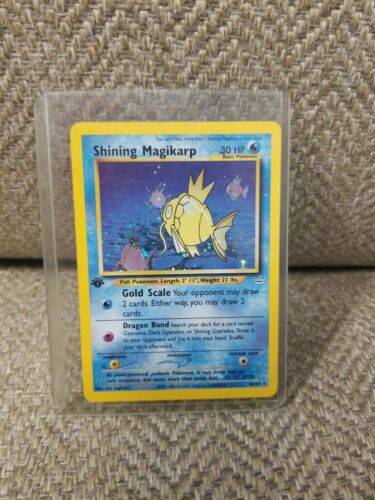 You can't have more than 1 Shining Magikarp in your deck.
Shining Magikarp 30 HP
Basic Pokémon
Fish Pokémon. Length: 2' 11", Weight: 22 lbs.
1
Gold Scale Your opponent may draw
2 cards. Either way, you may draw 2
cards.
Dragon Bond Search your deck for a card named
Gyarados, Dark Gyarados, or Shining Gyarados. Show it
to your opponent and put it into your hand. Shuffle
your deck afterward.
weakness resistance retreat cost
An underpowered, pathetic Pokémon. It may jump high on
rare occasions, but never more than seven feet.